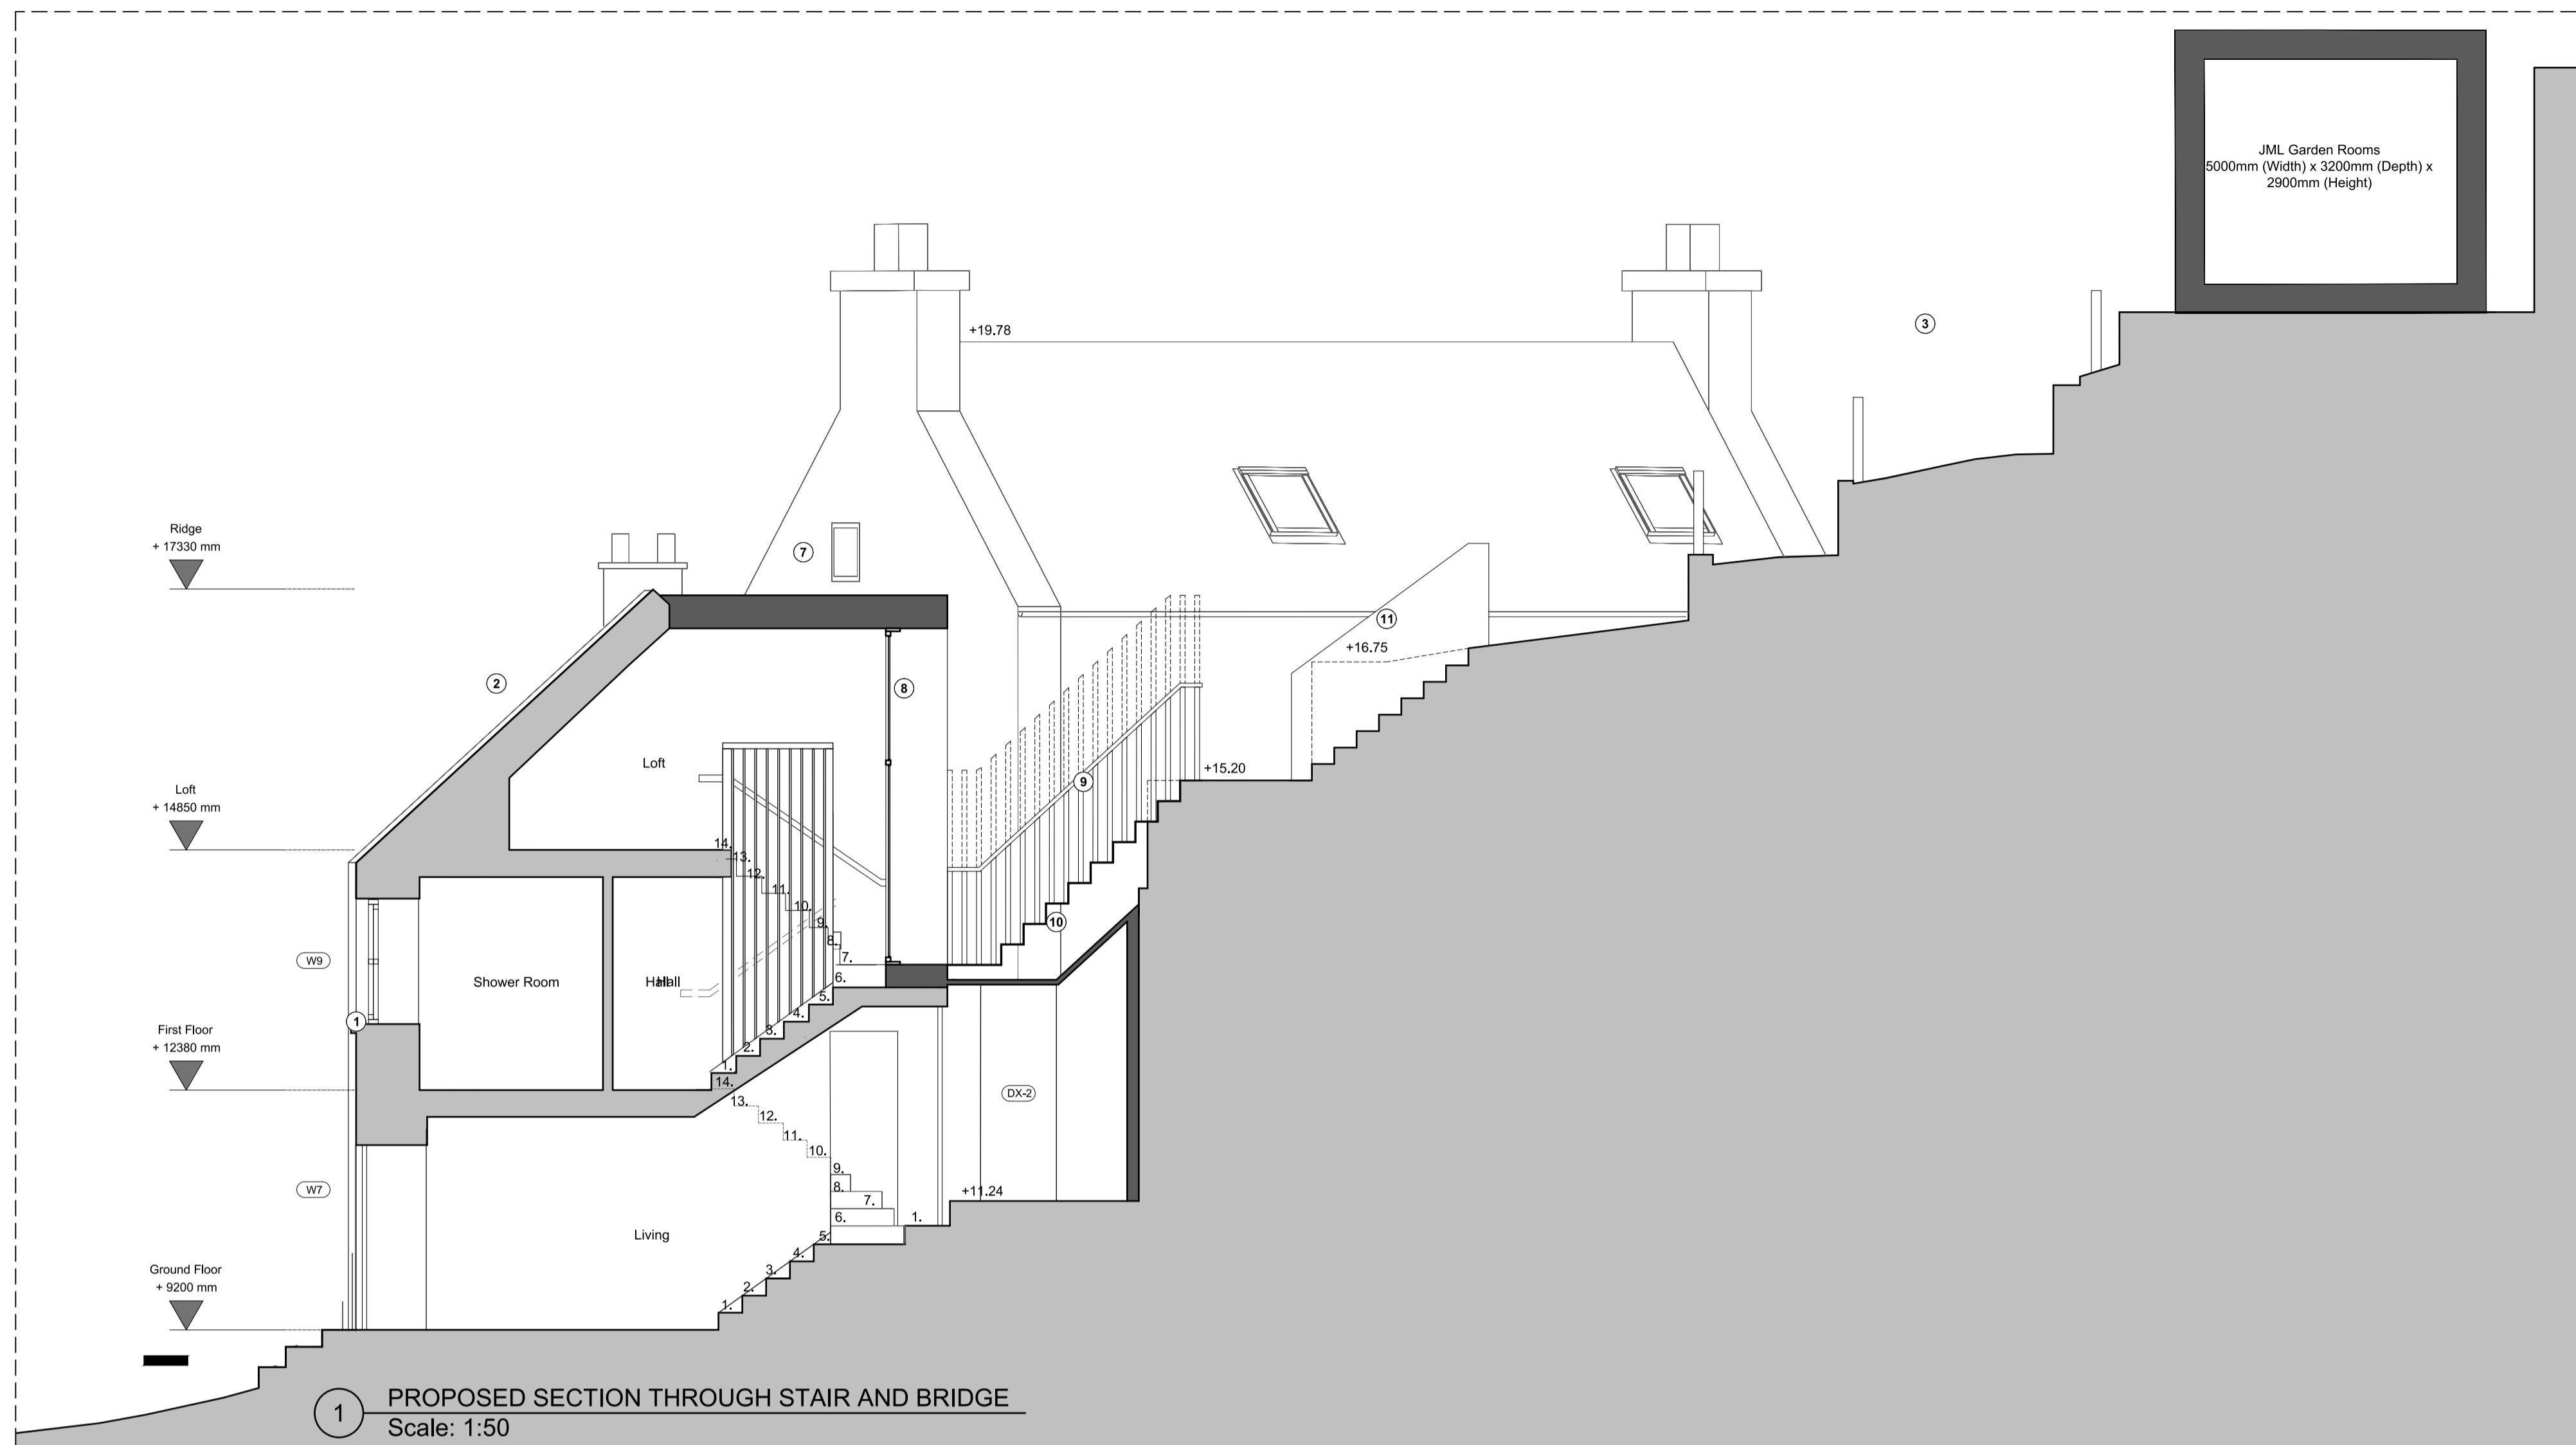 JML Garden Rooms
5000mm (Width) x 3200mm (Depth) x
2900mm (Height)
3
+19.78
Ridge
+ 17330 mm
7
11
+16.75
2
8
Loft
9
+15.20
Loft
+ 14850 mm
14.
13.
12.
11.
10.
9.
8.
7.
6.
5.
4.
3.
2.
1.
10
W9
Shower Room
Hall
Hall
1
First Floor
+ 12380 mm
14.
13.
12.
11.
10.
9.
8.
7.
6.
5.
4.
3.
2.
1.
1.
DX-2
+11.24
W7
Living
Ground Floor
+ 9200 mm
1
PROPOSED SECTION THROUGH STAIR AND BRIDGE
Scale: 1:50